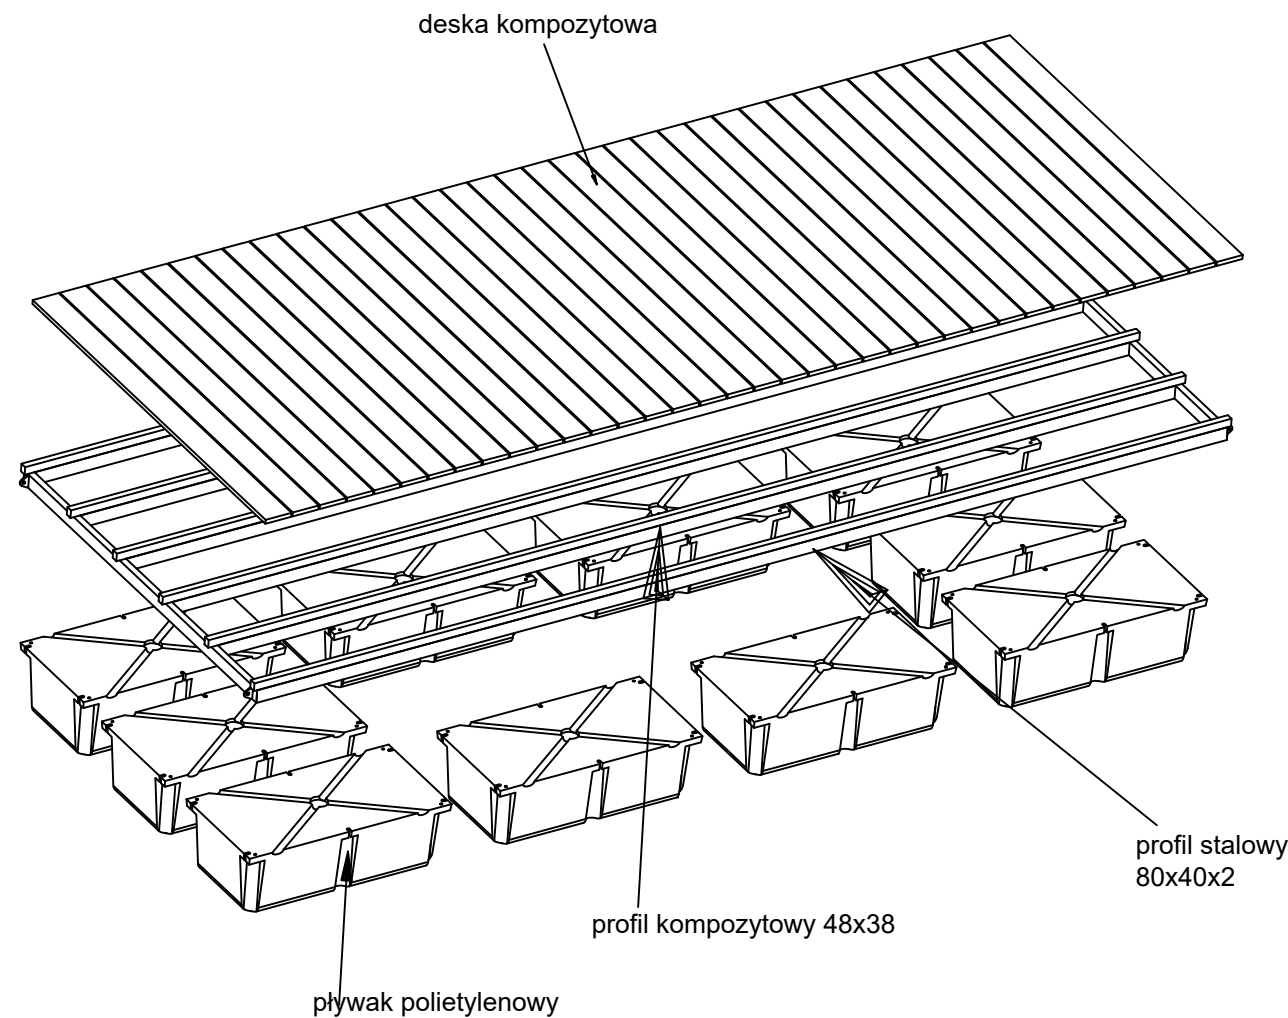 deska kompozytowa
profil stalowy
80x40x2
profil kompozytowy 48x38
pływak polietylenowy